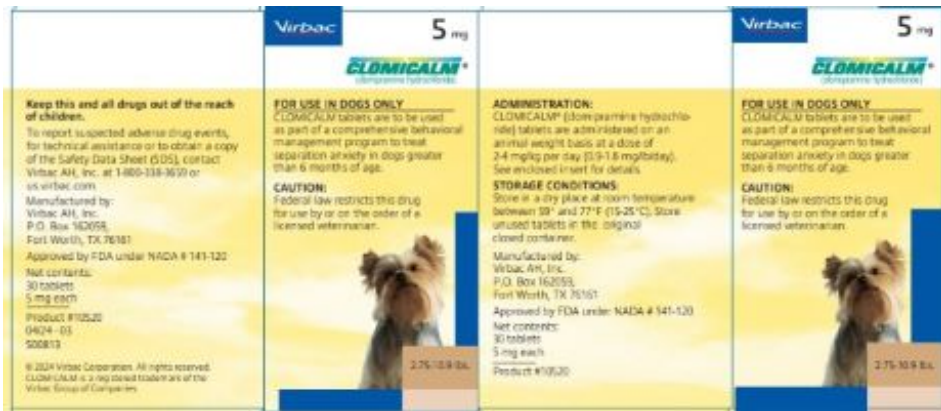 Keep this and all drugs out of the reach
of children.
To report suspected adverse drug events,
for technical assistance or to obtain a copy
of the Safety Data Sheet (SDS), contact
Virbac AH, Inc. at 1-800-338-3659 or
us.virbac.com
Manufactured by:
Virbac AH, Inc.
P.O. Box 162059,
Fort Worth, TX 76161
Approved by FDA under NADA # 141-120
Net contents:
30 tablets
5 mg each
Product #10520
0424 - 03
© 2024 Virbac Corporation. All rights reserved.
CLOMICALM is a registered trademark of the
Virbac Group of Companies
Virbac
5 mg
CLOMICALM®
(clomipramine hydrochloride)
FOR USE IN DOGS ONLY
CLOMICALM tablets are to be used
as part of a comprehensive behavioral
management program to treat
separation anxiety in dogs greater
than 6 months of age.
CAUTION:
Federal law restricts this drug
for use by or on the order of a
licensed veterinarian.
2.75-10.9 lbs.
ADMINISTRATION:
CLOMICALM® (clomipramine hydrochlo-
ride) tablets are administered on an
animal weight basis at a dose of
2-4 mg/kg per day (0.9-1.8 mg/lb/day).
See enclosed insert for details
STORAGE CONDITIONS:
Store in a dry place at room temperature
between 59° and 77°F (15-25°C). Store
unused tablets in the original
closed container.
Manufactured by:
Virbac AH, Inc.
P.O. Box 162059,
Fort Worth, TX 76161
Approved by FDA under NADA # 141-120
Net contents:
30 tablets
5 mg each
Product #10520
Virbac
5 mg
CLOMICALM®
(clomipramine hydrochloride)
FOR USE IN DOGS ONLY
CLOMICALM tablets are to be used
as part of a comprehensive behavioral
management program to treat
separation anxiety in dogs greater
than 6 months of age.
CAUTION:
Federal law restricts this drug
for use by or on the order of a
licensed veterinarian.
2.75-10.9 lbs.